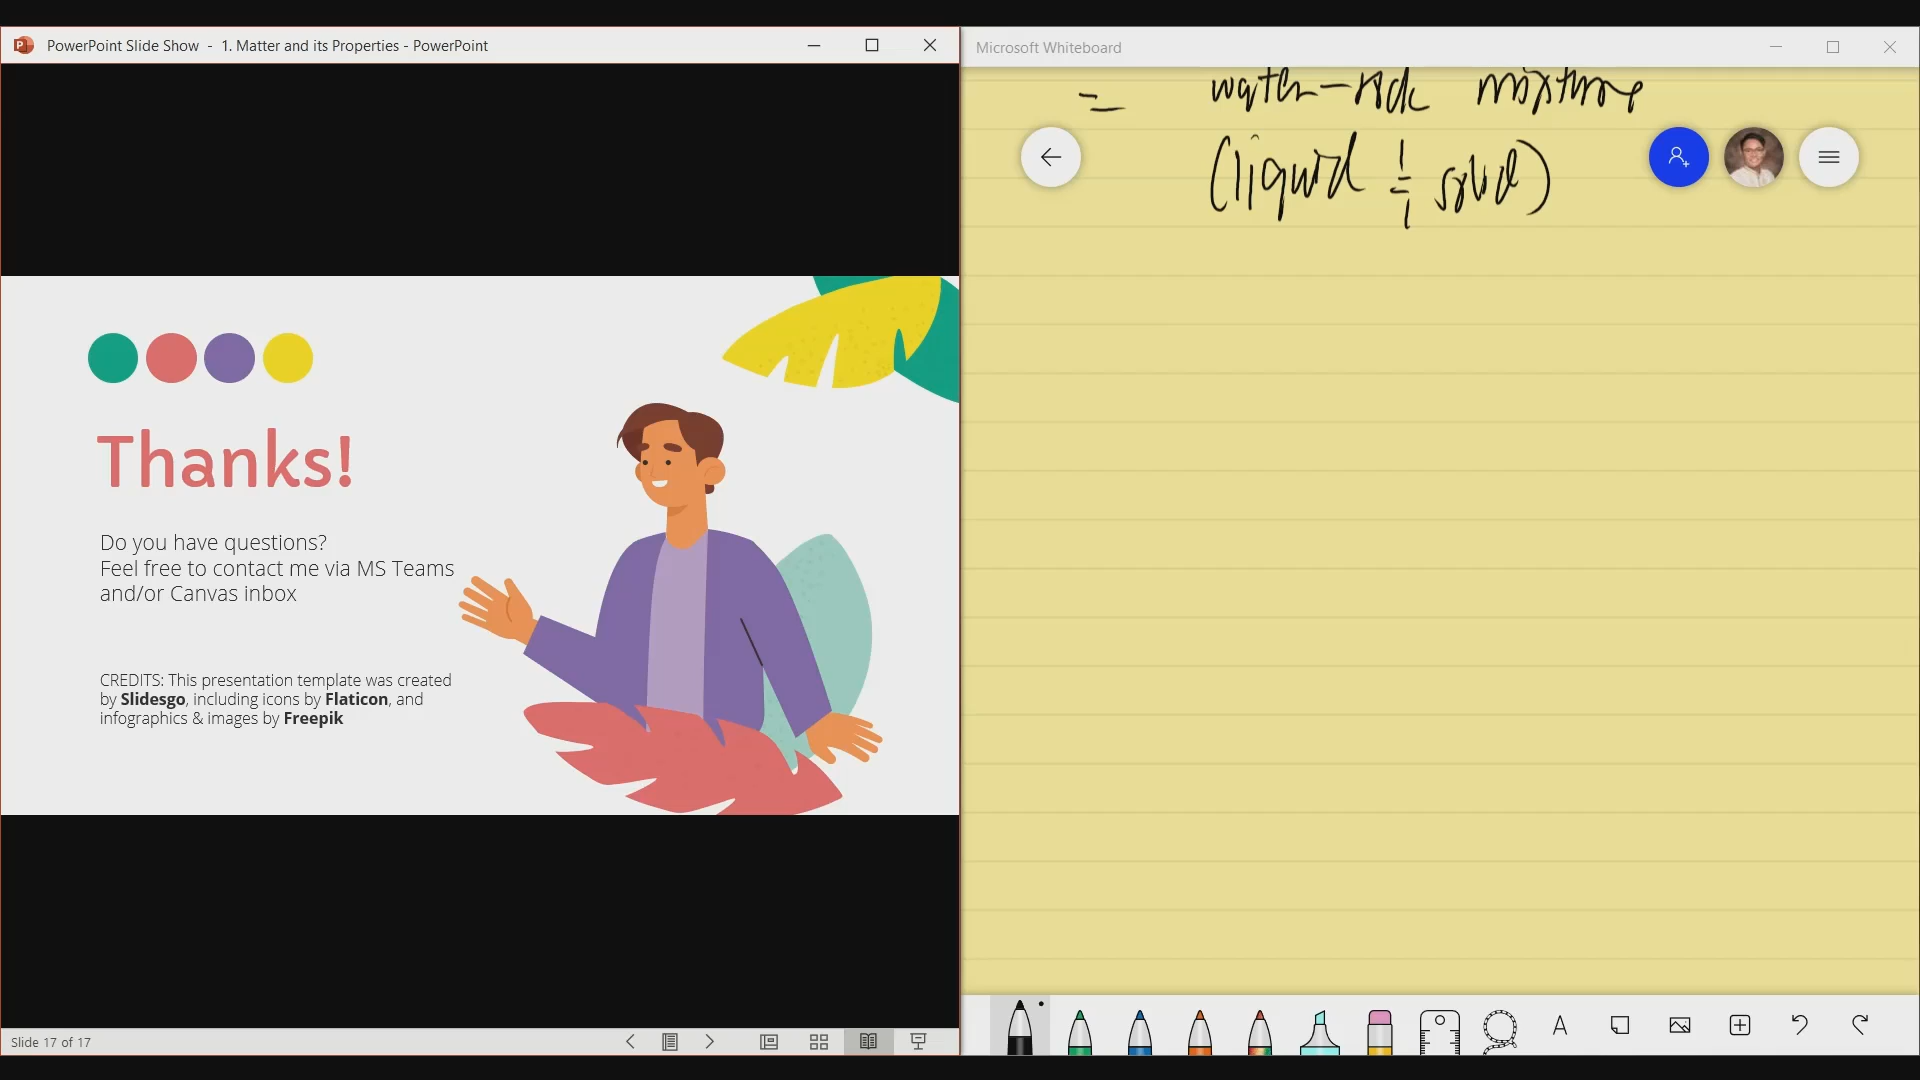 PowerPoint Slide Show - 1. Matter and its Properties - PowerPoint
Thanks!
Do you have questions?
Feel free to contact me via MS Teams
and/or Canvas inbox
CREDITS: This presentation template was created
by Slidesgo, including icons by Flaticon, and
infographics & images by Freepik
Slide 17 of 17
Microsoft Whiteboard
= mixture
(liquid solid)